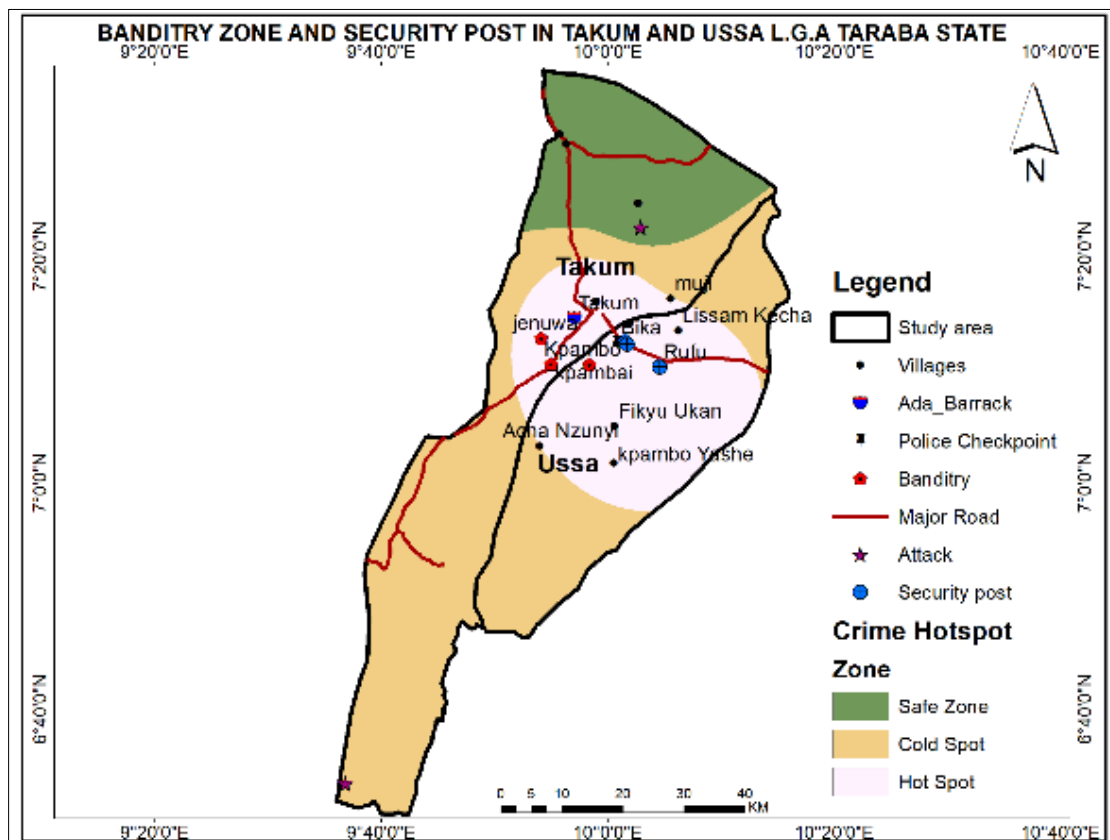 BANDITRY ZONE AND SECURITY POST IN TAKUM AND USSA L.G.A TARABA STATE
9°20'0"E 9°40'0"E 10°0'0"E 10°20'0"E 10°40'0"E
N
7°20'0"N 7°20'0"N
Takum
muji
Takum
Lissam Kecha
jenuwa
Bika
Kpambo
Rufu
kpambai
Fikyu Ukan
Acha Nzunyi
kpambo Yashe
Ussa
7°0'0"N 7°0'0"N
6°40'0"N 6°40'0"N
Legend
Study area
Villages
Ada_Barrack
Police Checkpoint
Banditry
Major Road
Attack
Security post
Crime Hotspot
Zone
Safe Zone
Cold Spot
Hot Spot
0 5 10 20 30 40
KM
9°20'0"E 9°40'0"E 10°0'0"E 10°20'0"E 10°40'0"E